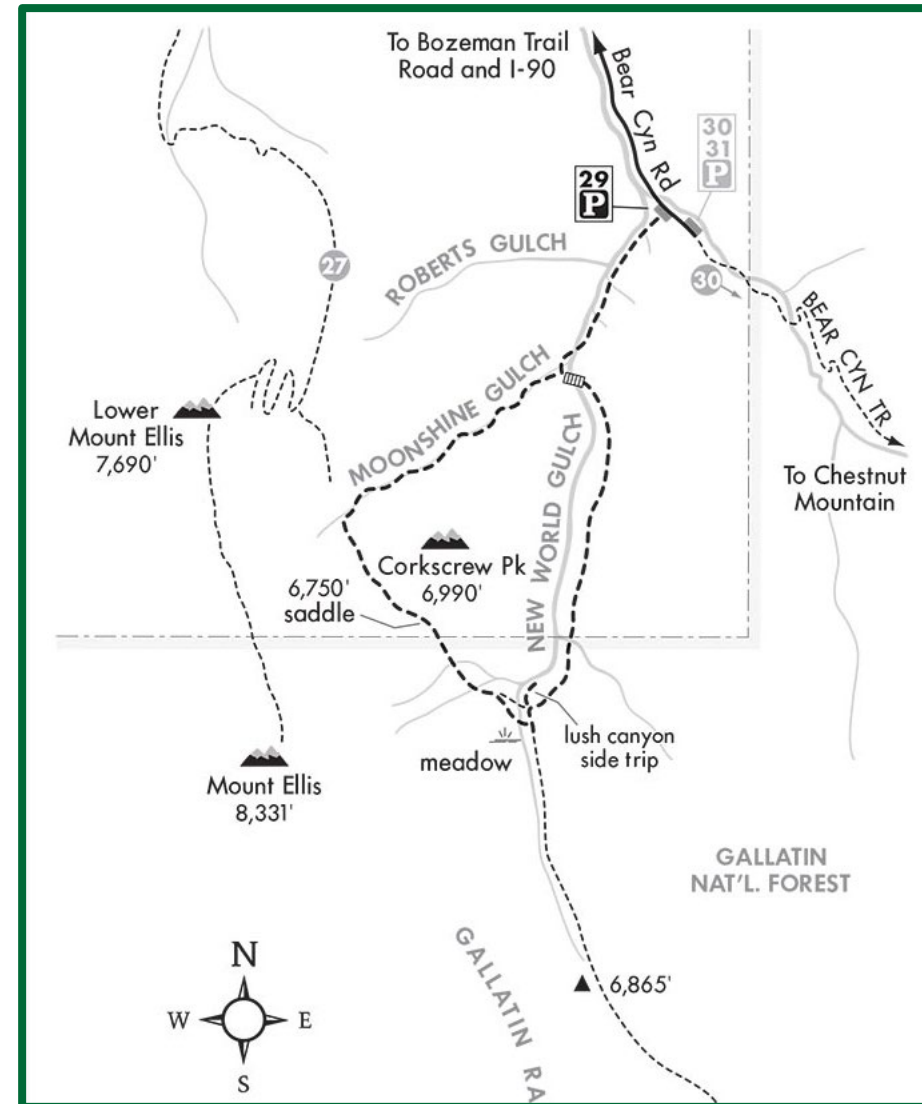 To Bozeman Trail
Road and I-90
Bear Cyn Rd
30
31
P
29
P
ROBERTS GULCH
27
30
BEAR CYN TR
MOONSHINE GULCH
Lower
Mount Ellis
7,690'
NEW WORLD GULCH
To Chestnut
Mountain
Corkscrew Pk
6,990'
6,750'
saddle
lush canyon
side trip
meadow
Mount Ellis
8,331'
GALLATIN
NAT'L. FOREST
GALLATIN RA
6,865'
N
W
E
S